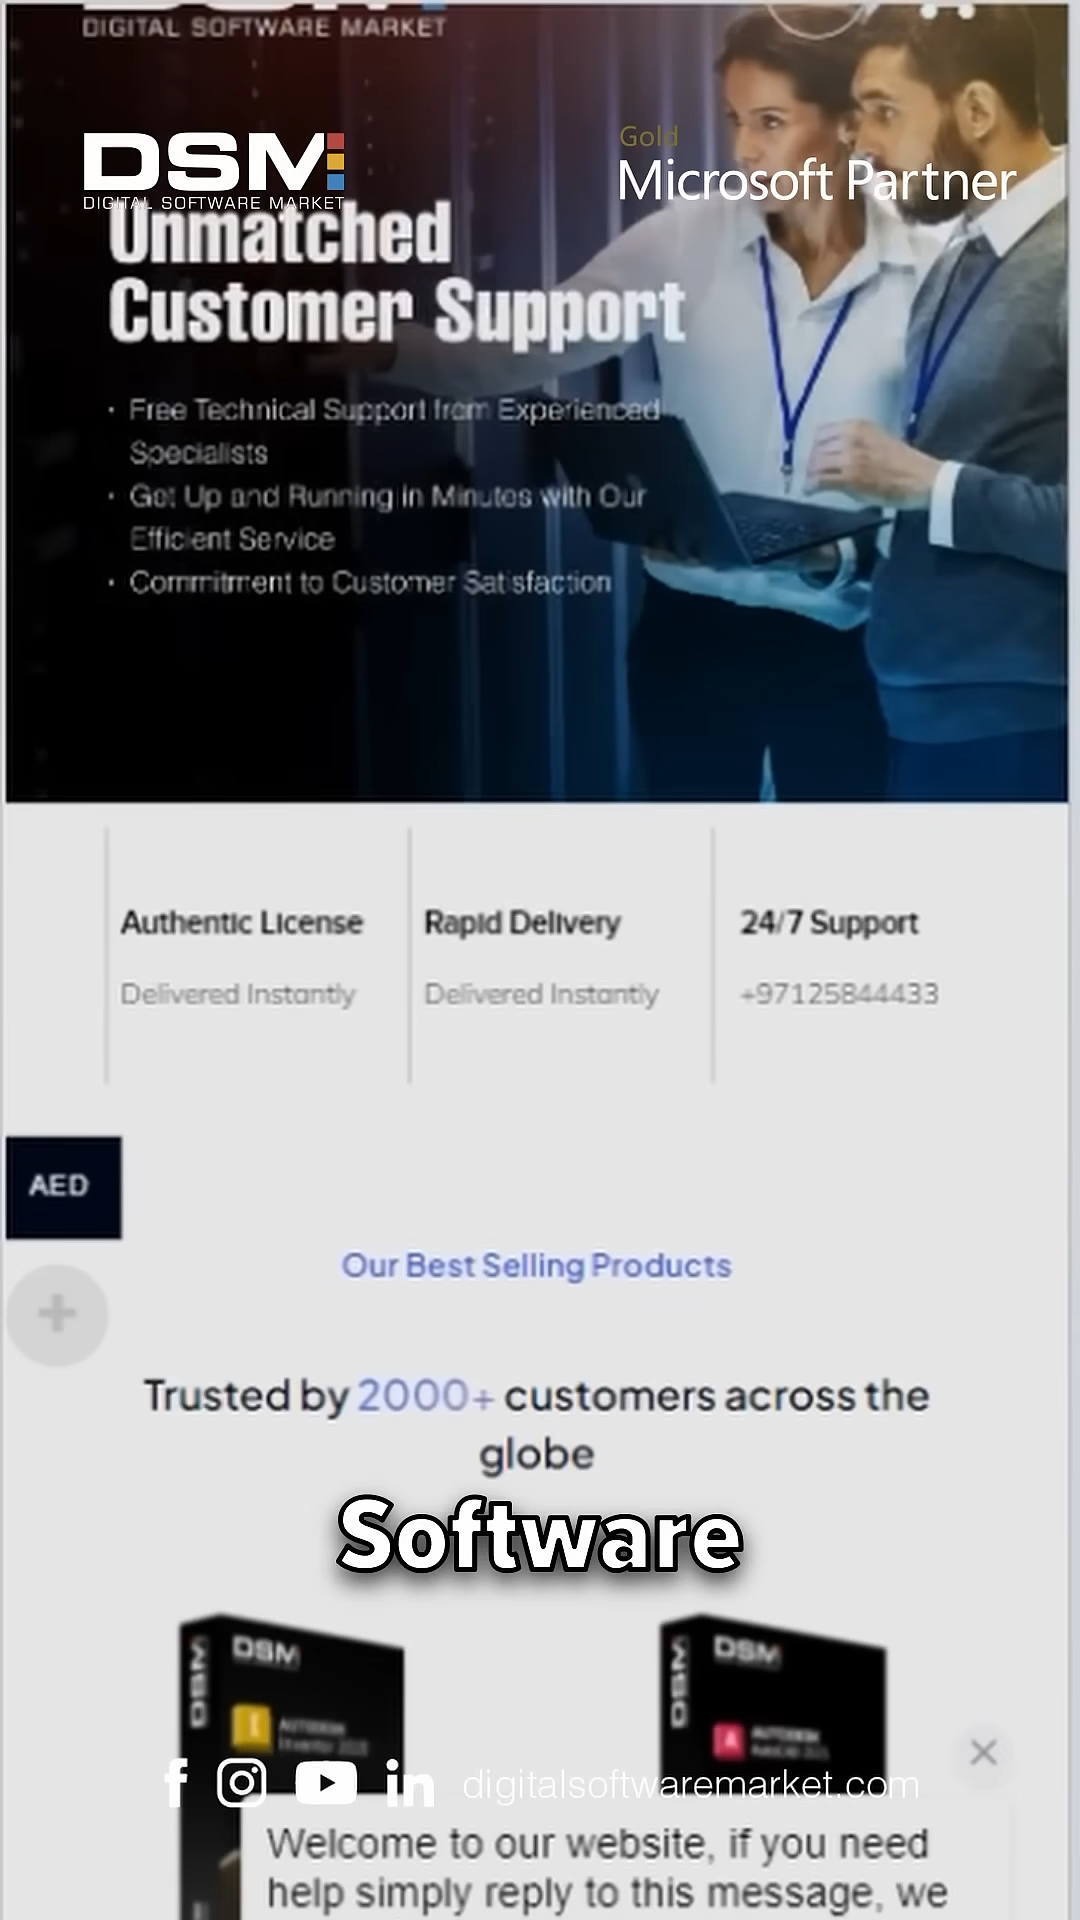 DIGITAL SOFTWARE MARKET
DSM
DIGITAL SOFTWARE MARKET
Gold
Microsoft Partner
Unmatched
Customer Support
· Free Technical Support from Experienced
Specialists
· Get Up and Running in Minutes with Our
Efficient Service
· Commitment to Customer Satisfaction
Authentic License
Delivered Instantly
Rapid Delivery
Delivered Instantly
24/7 Support
+97125844433
AED
+
Our Best Selling Products
Trusted by 2000+ customers across the
globe
Software
DSM
DSM
I
AUTODESK
DSM
DSM
A
AUTODESK
digitalsoftwaremarket.com
Welcome to our website, if you need
help simply reply to this message, we